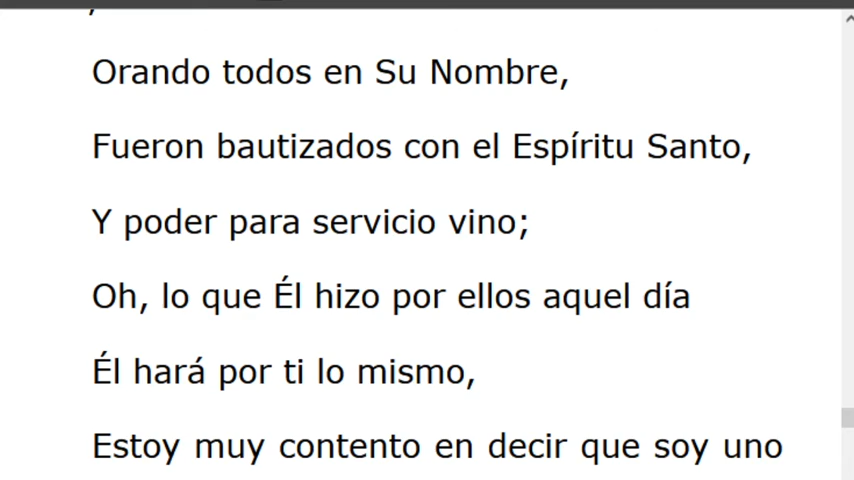 Orando todos en Su Nombre,
Fueron bautizados con el Espíritu Santo,
Y poder para servicio vino;
Oh, lo que Él hizo por ellos aquel día
Él hará por ti lo mismo,
Estoy muy contento en decir que soy uno